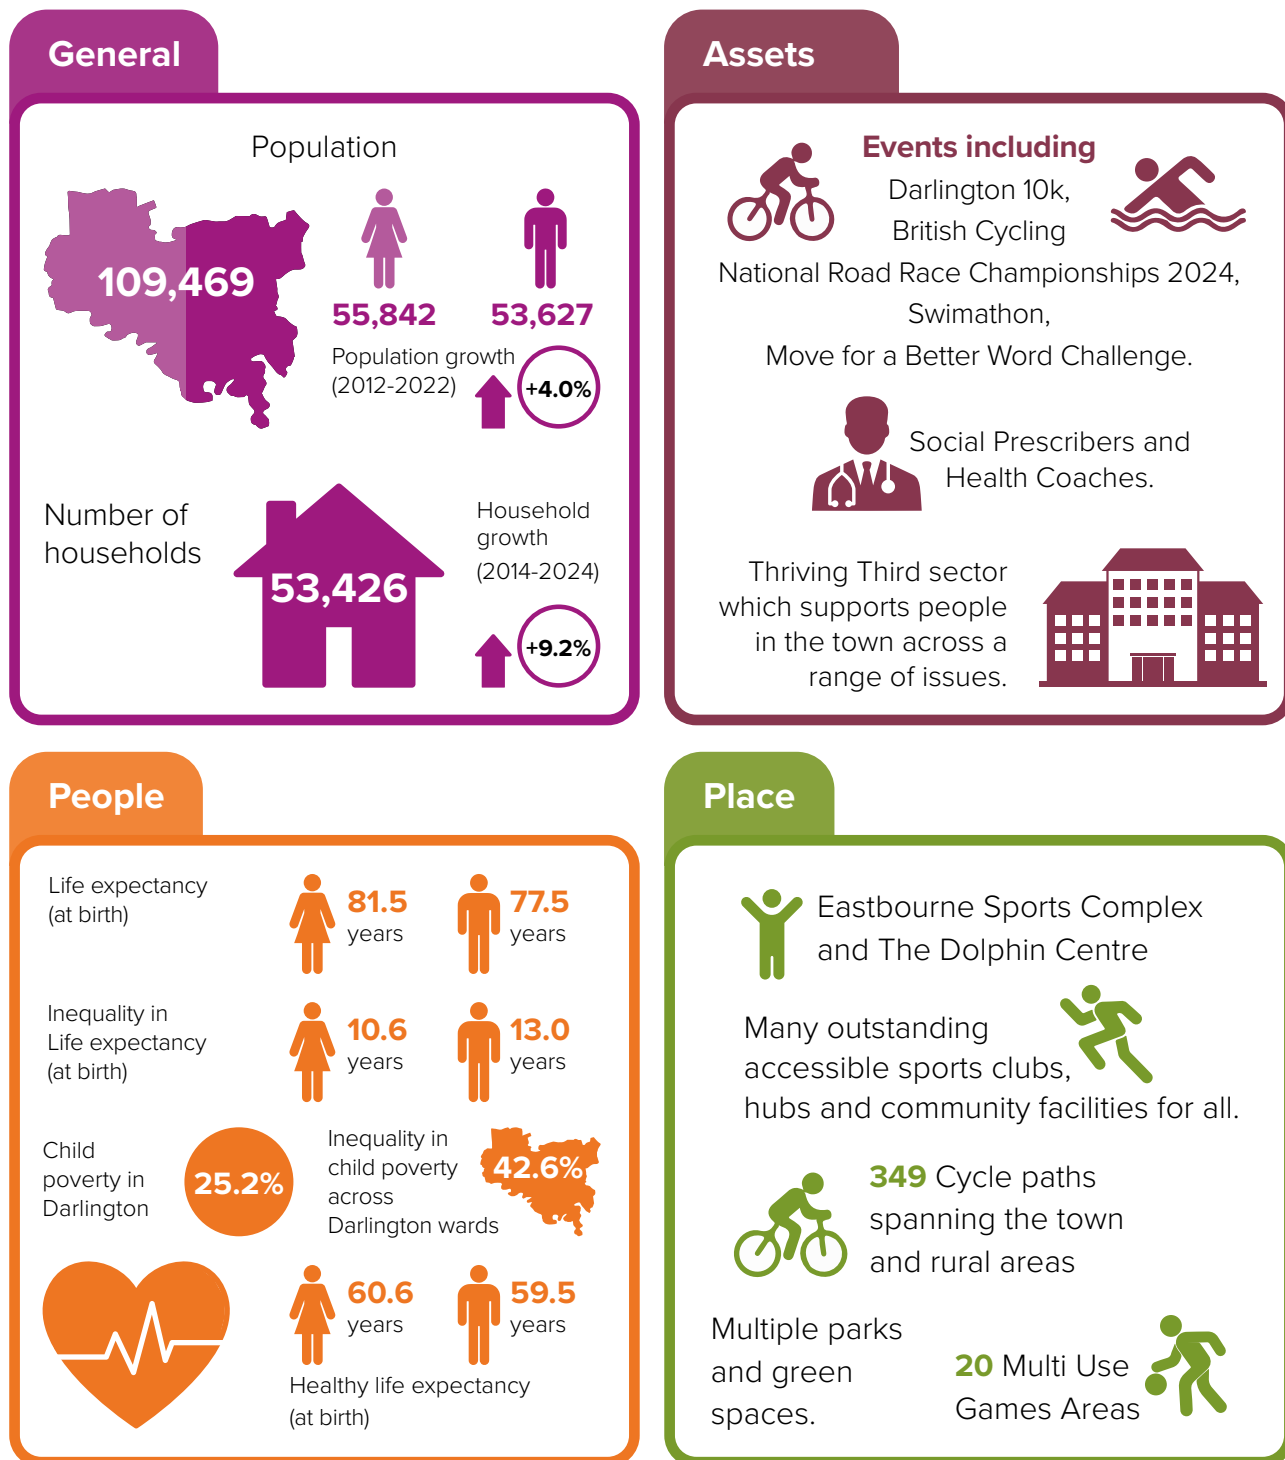 General
Population
109,469
55,842
53,627
Population growth
(2012-2022)
+4.0%
Number of
households
53,426
Household
growth
(2014-2024)
+9.2%
Assets
Events including
Darlington 10k,
British Cycling
National Road Race Championships 2024,
Swimathon,
Move for a Better Word Challenge.
Social Prescribers and
Health Coaches.
Thriving Third sector
which supports people
in the town across a
range of issues.
People
Life expectancy
(at birth)
81.5
years
77.5
years
Inequality in
Life expectancy
(at birth)
10.6
years
13.0
years
Child
poverty in
Darlington
25.2%
Inequality in
child poverty
across
Darlington wards
42.6%
60.6
years
59.5
years
Healthy life expectancy
(at birth)
Place
Eastbourne Sports Complex
and The Dolphin Centre
Many outstanding
accessible sports clubs,
hubs and community facilities for all.
349 Cycle paths
spanning the town
and rural areas
Multiple parks
and green
spaces.
20 Multi Use
Games Areas